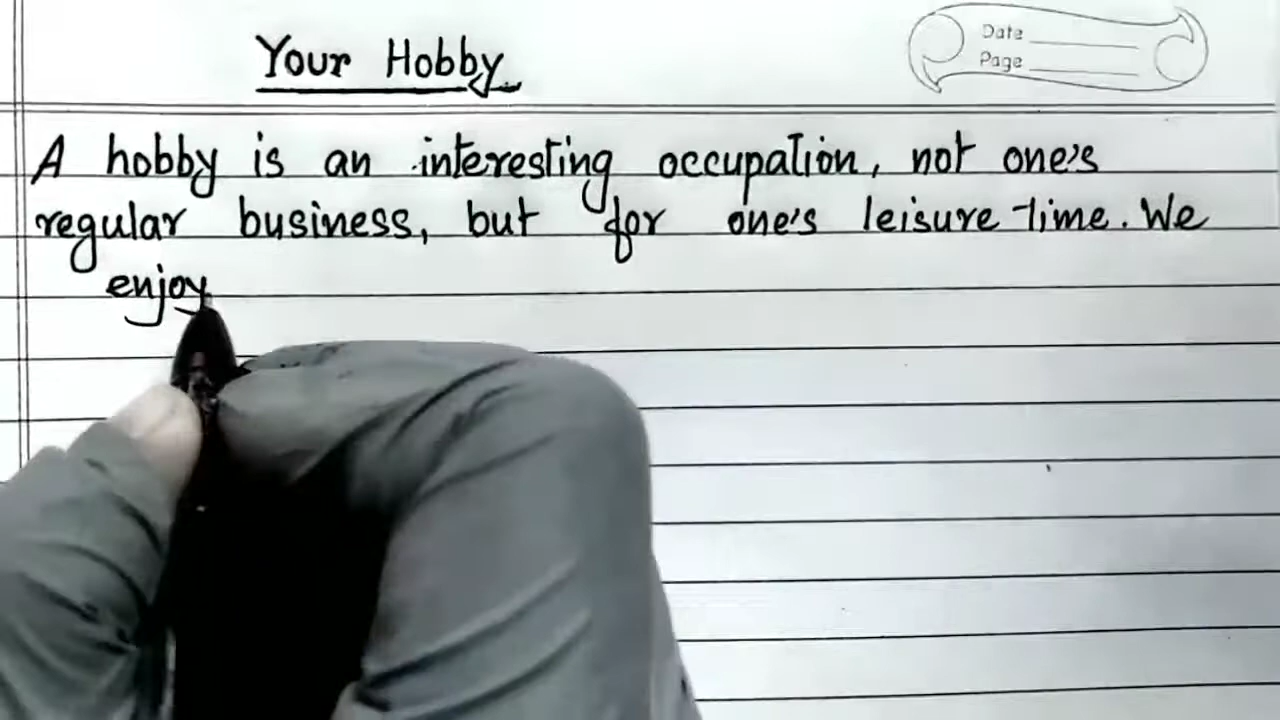 Your Hobby
Date
Page
A hobby is an interesting occupation, not one's
regular business, but for one's leisure time. We
enjoy